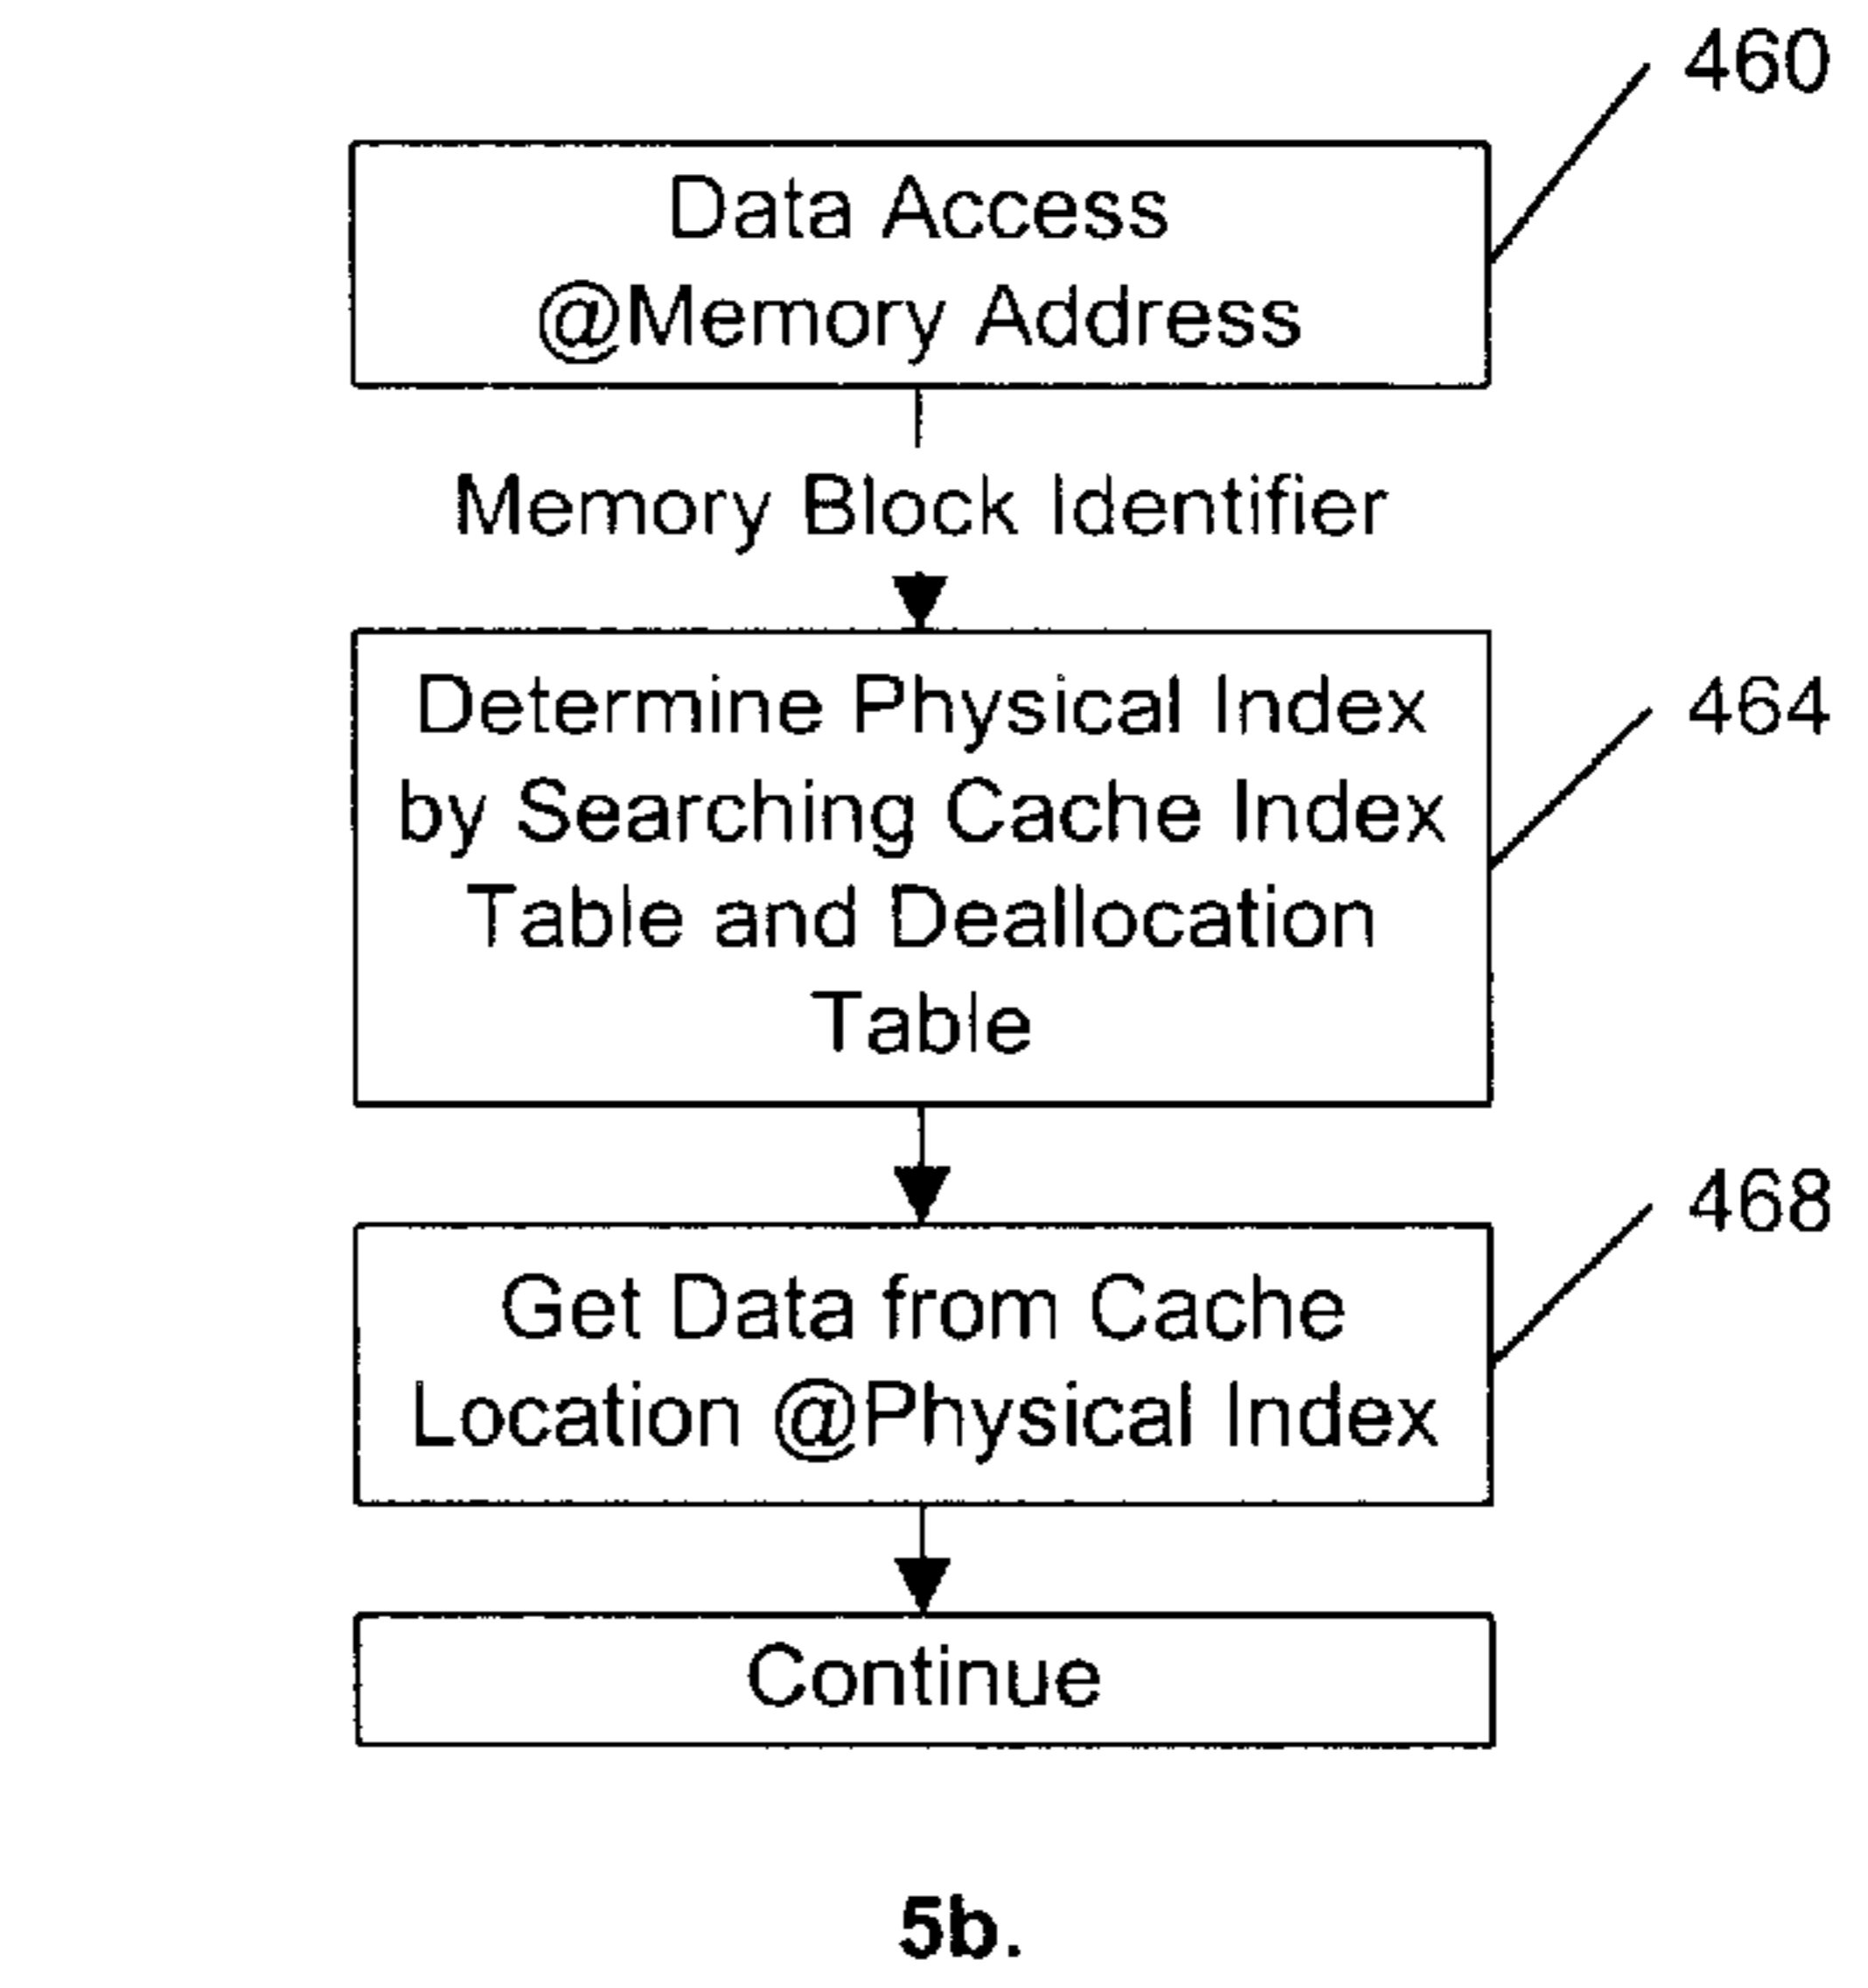 460
Data Access
@Memory Address
Memory Block Identifier
Determine Physical Index
by Searching Cache Index
Table and Deallocation
Table
464
Get Data from Cache
Location @Physical Index
468
Continue
5b.